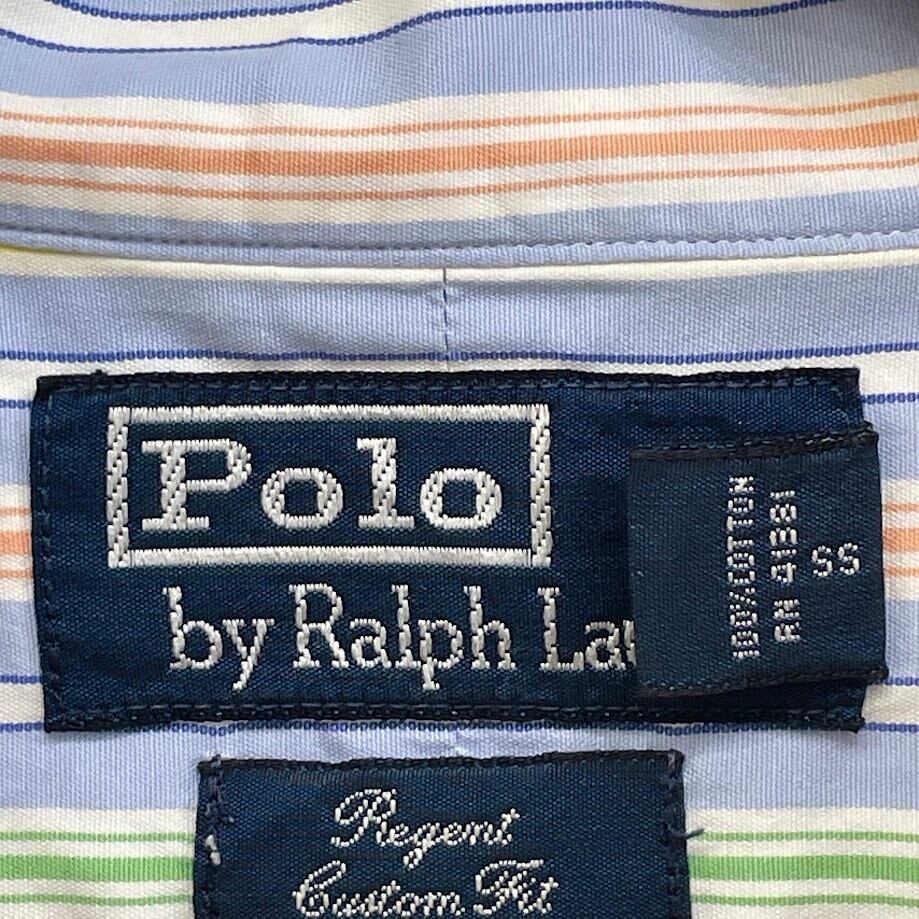 Polo
by Ralph La
100% COTTON
RN 41381
SS
Regent
Custom Fit